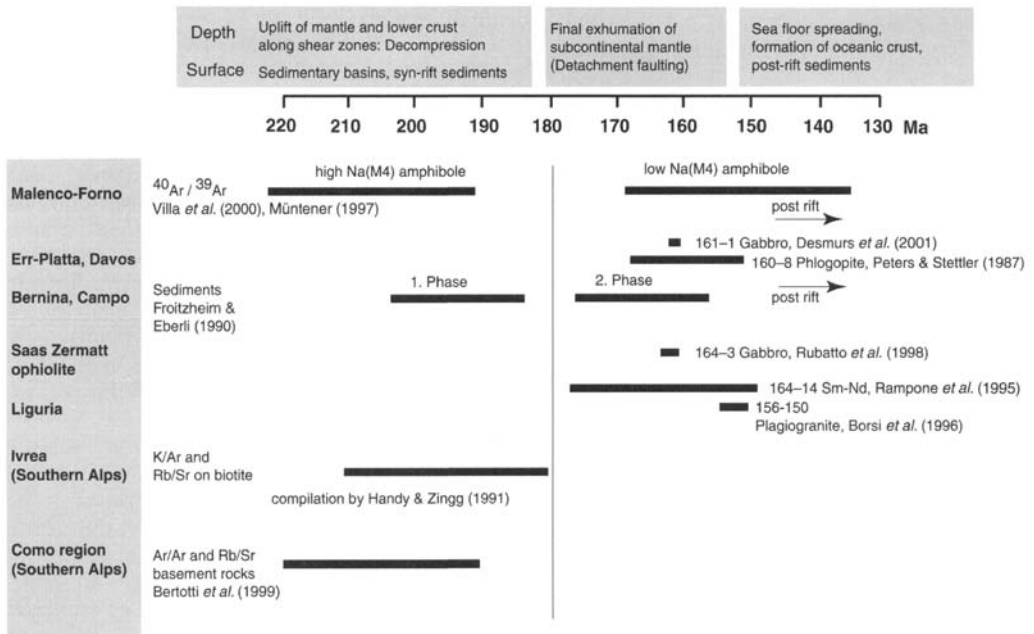 Depth
Uplift of mantle and lower crust
along shear zones: Decompression
Surface
Sedimentary basins, syn-rift sediments
Final exhumation of
subcontinental mantle
(Detachment faulting)
Sea floor spreading,
formation of oceanic crust,
post-rift sediments
220 210 200 190 180 170 160 150 140 130 Ma
Malenco-Forno
40Ar / 39Ar
Villa et al. (2000), Müntener (1997)
high Na(M4) amphibole
low Na(M4) amphibole
post rift
Err-Platta, Davos
161–1 Gabbro, Desmurs et al. (2001)
160–8 Phlogopite, Peters & Stettler (1987)
Bernina, Campo
Sediments
Froitzheim &
Eberli (1990)
1. Phase
2. Phase
post rift
Saas Zermatt
ophiolite
164–3 Gabbro, Rubatto et al. (1998)
Liguria
164–14 Sm-Nd, Rampone et al. (1995)
156-150
Plagiogranite, Borsi et al. (1996)
Ivrea
(Southern Alps)
K/Ar and
Rb/Sr on biotite
compilation by Handy & Zingg (1991)
Como region
(Southern Alps)
Ar/Ar and Rb/Sr
basement rocks
Bertotti et al. (1999)